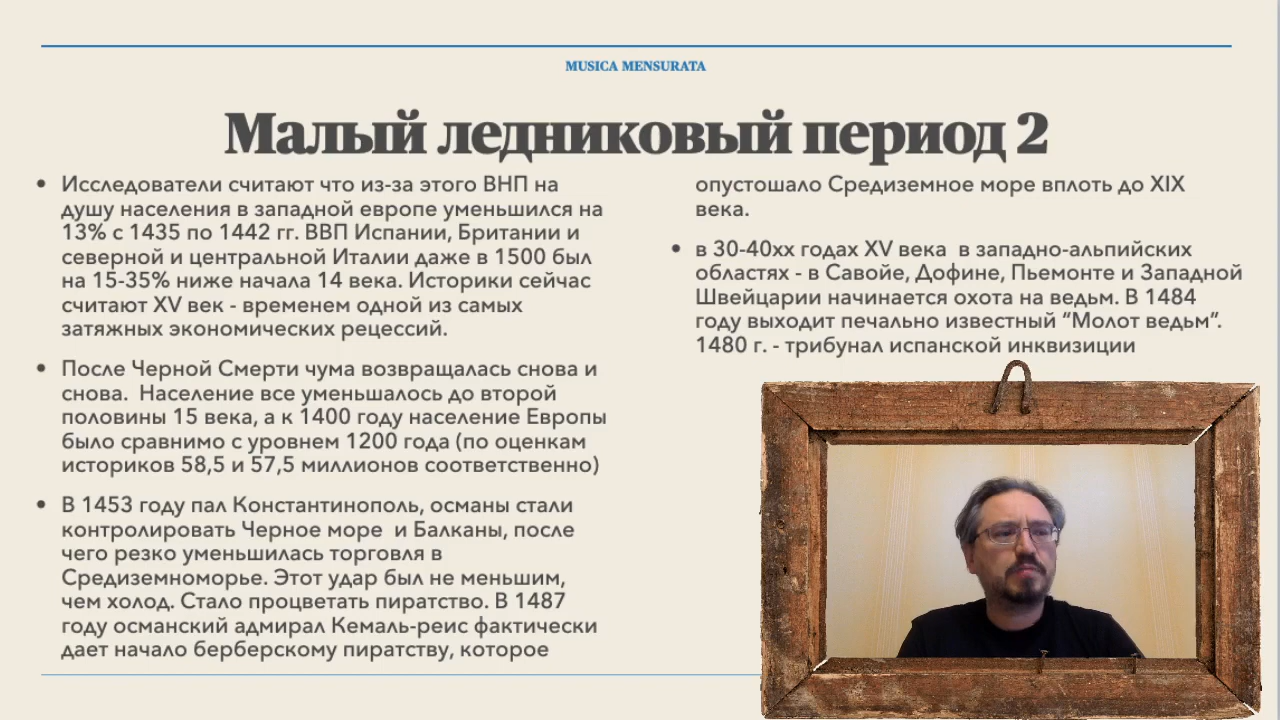 MUSICA MENSURATA
Малый ледниковый период 2
• Исследователи считают что из-за этого ВНП на
душу населения в западной европе уменьшился на
13% с 1435 по 1442 гг. ВВП Испании, Британии и
северной и центральной Италии даже в 1500 был
на 15-35% ниже начала 14 века. Историки сейчас
считают XV век - временем одной из самых
затяжных экономических рецессий.
• После Черной Смерти чума возвращалась снова и
снова.  Население все уменьшалось до второй
половины 15 века, а к 1400 году население Европы
было сравнимо с уровнем 1200 года (по оценкам
историков 58,5 и 57,5 миллионов соответственно)
• В 1453 году пал Константинополь, османы стали
контролировать Черное море  и Балканы, после
чего резко уменьшилась торговля в
Средиземноморье. Этот удар был не меньшим,
чем холод. Стало процветать пиратство. В 1487
году османский адмирал Кемаль-реис фактически
дает начало берберскому пиратству, которое
опустошало Средиземное море вплоть до XIX
века.
• в 30-40хх годах XV века  в западно-альпийских
областях - в Савойе, Дофине, Пьемонте и Западной
Швейцарии начинается охота на ведьм. В 1484
году выходит печально известный “Молот ведьм”.
1480 г. - трибунал испанской инквизиции